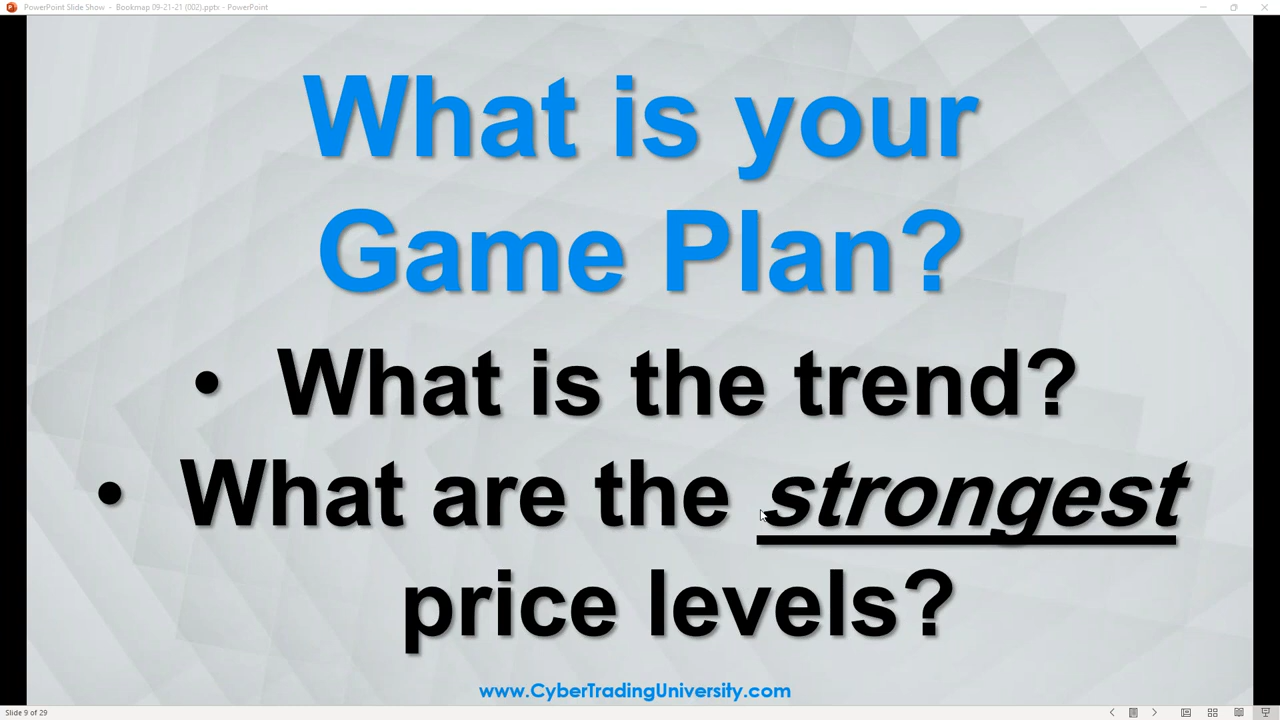 PowerPoint Slide Show - Bookmap 09-21-21 (002).pptx - PowerPoint
What is your
Game Plan?
• What is the trend?
• What are the strongest
price levels?
www.CyberTradingUniversity.com
Slide 9 of 29